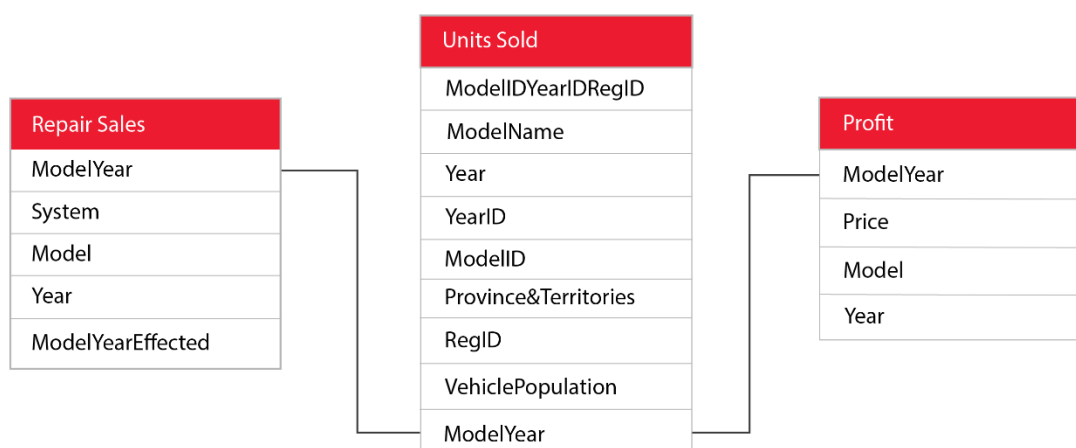 Repair Sales
ModelYear
System
Model
Year
ModelYearEffected
Units Sold
ModelIDYearIDRegID
ModelName
Year
YearID
ModelID
Province&Territories
RegID
VehiclePopulation
ModelYear
Profit
ModelYear
Price
Model
Year